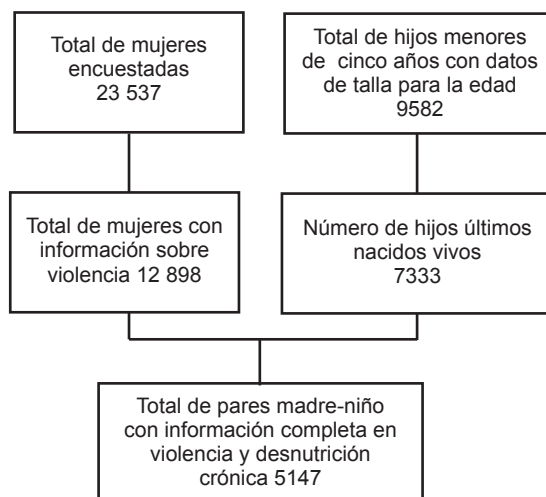 Total de mujeres
encuestadas
23 537
Total de hijos menores
de cinco años con datos
de talla para la edad
9582
Total de mujeres con
información sobre
violencia 12 898
Número de hijos últimos
nacidos vivos
7333
Total de pares madre-niño
con información completa en
violencia y desnutrición
crónica 5147